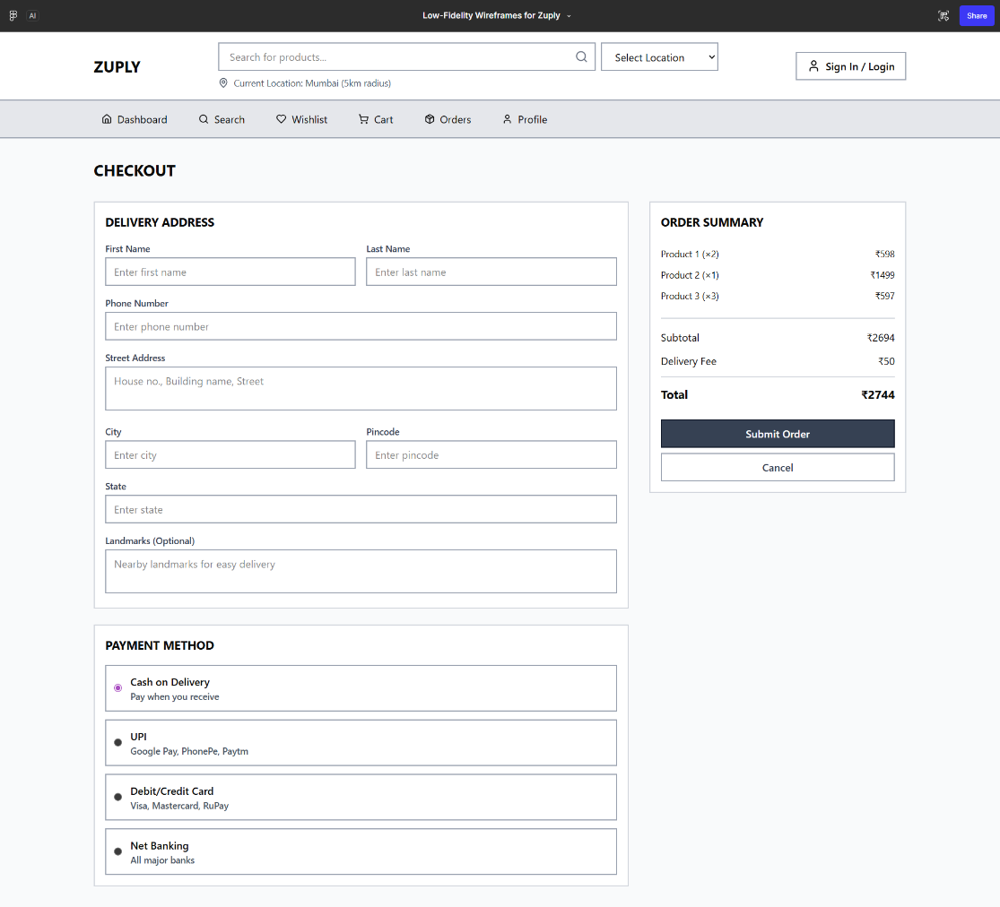 AI
Low-Fidelity Wireframes for Zuply
Share
ZUPLY
Search for products...
Select Location
Current Location: Mumbai (5km radius)
Sign In / Login
Dashboard
Search
Wishlist
Cart
Orders
Profile
CHECKOUT
DELIVERY ADDRESS
First Name
Last Name
Enter first name
Enter last name
Phone Number
Enter phone number
Street Address
House no., Building name, Street
City
Pincode
Enter city
Enter pincode
State
Enter state
Landmarks (Optional)
Nearby landmarks for easy delivery
PAYMENT METHOD
Cash on Delivery
Pay when you receive
UPI
Google Pay, PhonePe, Paytm
Debit/Credit Card
Visa, Mastercard, RuPay
Net Banking
All major banks
ORDER SUMMARY
Product 1 (×2) ₹598
Product 2 (×1) ₹1499
Product 3 (×3) ₹597
Subtotal ₹2694
Delivery Fee ₹50
Total ₹2744
Submit Order
Cancel